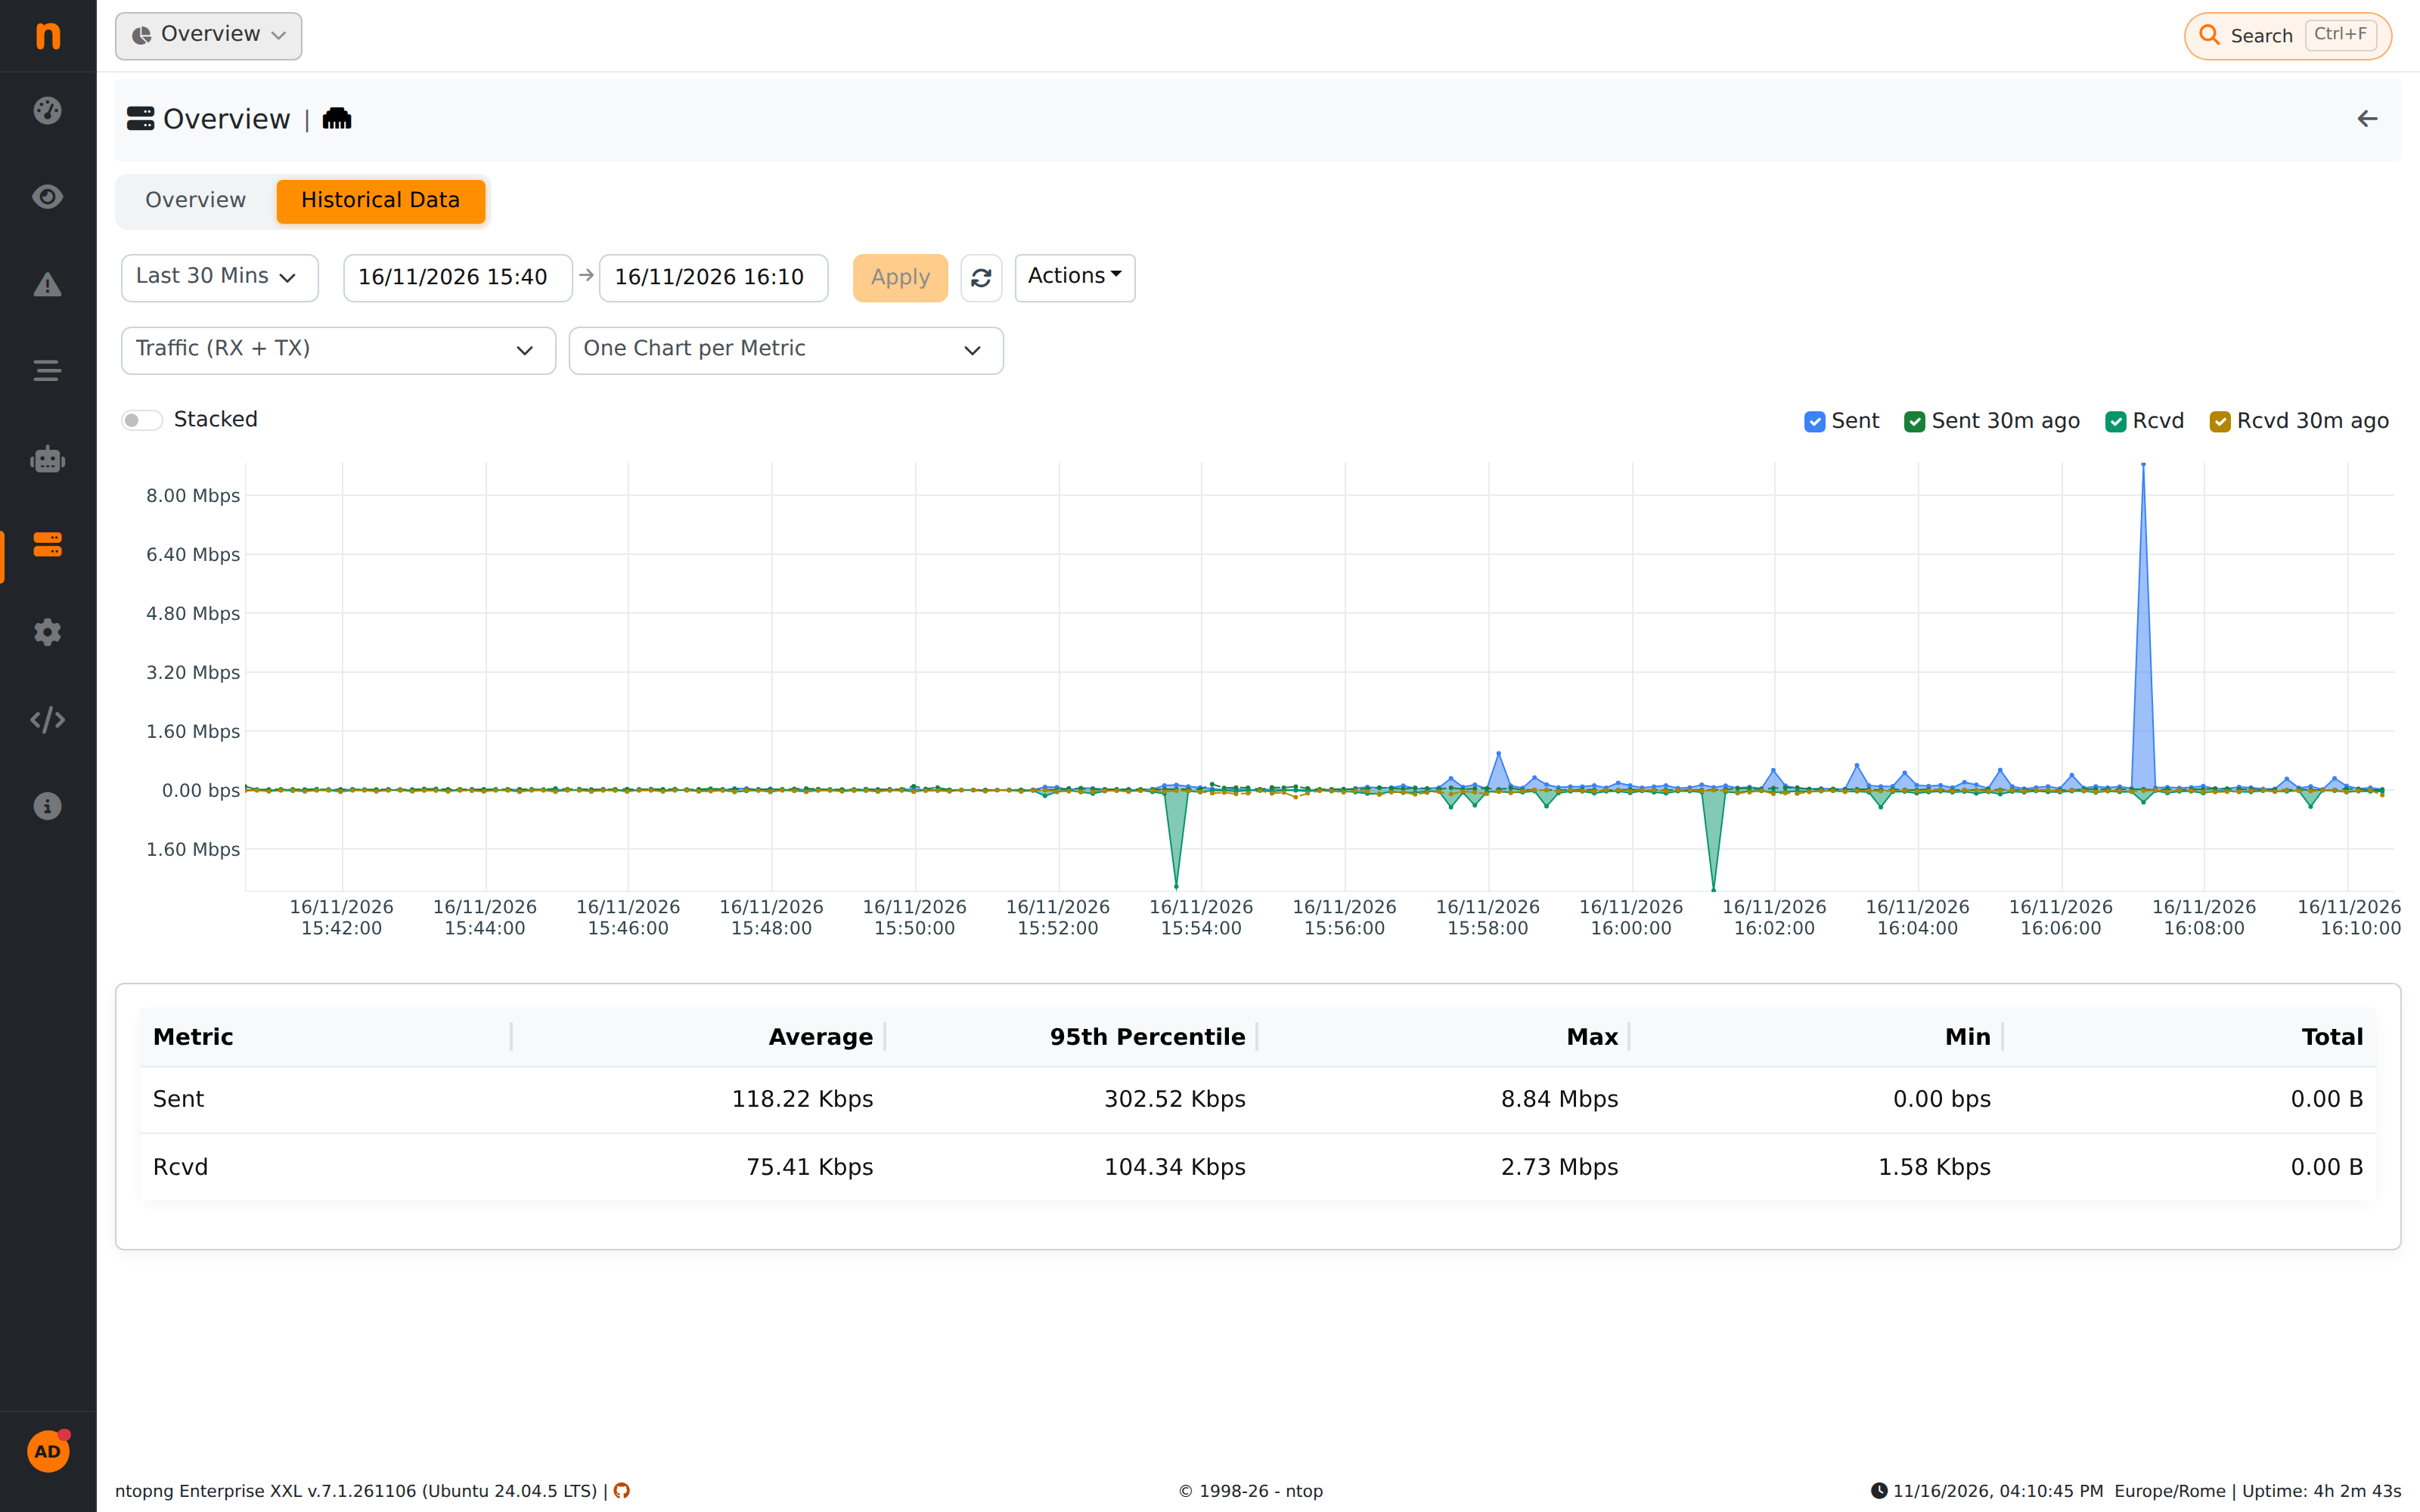 n
Overview
Search Ctrl+F
Overview |
Overview Historical Data
Last 30 Mins 16/11/2026 15:40 → 16/11/2026 16:10 Apply Actions
Traffic (RX + TX) One Chart per Metric
Stacked Sent Sent 30m ago Rcvd Rcvd 30m ago
8.00 Mbps
6.40 Mbps
4.80 Mbps
3.20 Mbps
1.60 Mbps
0.00 bps
1.60 Mbps
16/11/2026 16/11/2026 16/11/2026 16/11/2026 16/11/2026 16/11/2026 16/11/2026 16/11/2026 16/11/2026 16/11/2026 16/11/2026 16/11/2026 16/11/2026 16/11/2026 16/11/2026
15:42:00 15:44:00 15:46:00 15:48:00 15:50:00 15:52:00 15:54:00 15:56:00 15:58:00 16:00:00 16:02:00 16:04:00 16:06:00 16:08:00 16:10:00
Metric Average 95th Percentile Max Min Total
Sent 118.22 Kbps 302.52 Kbps 8.84 Mbps 0.00 bps 0.00 B
Rcvd 75.41 Kbps 104.34 Kbps 2.73 Mbps 1.58 Kbps 0.00 B
AD
ntopng Enterprise XXL v.7.1.261106 (Ubuntu 24.04.5 LTS) | © 1998-26 - ntop 11/16/2026, 04:10:45 PM Europe/Rome | Uptime: 4h 2m 43s